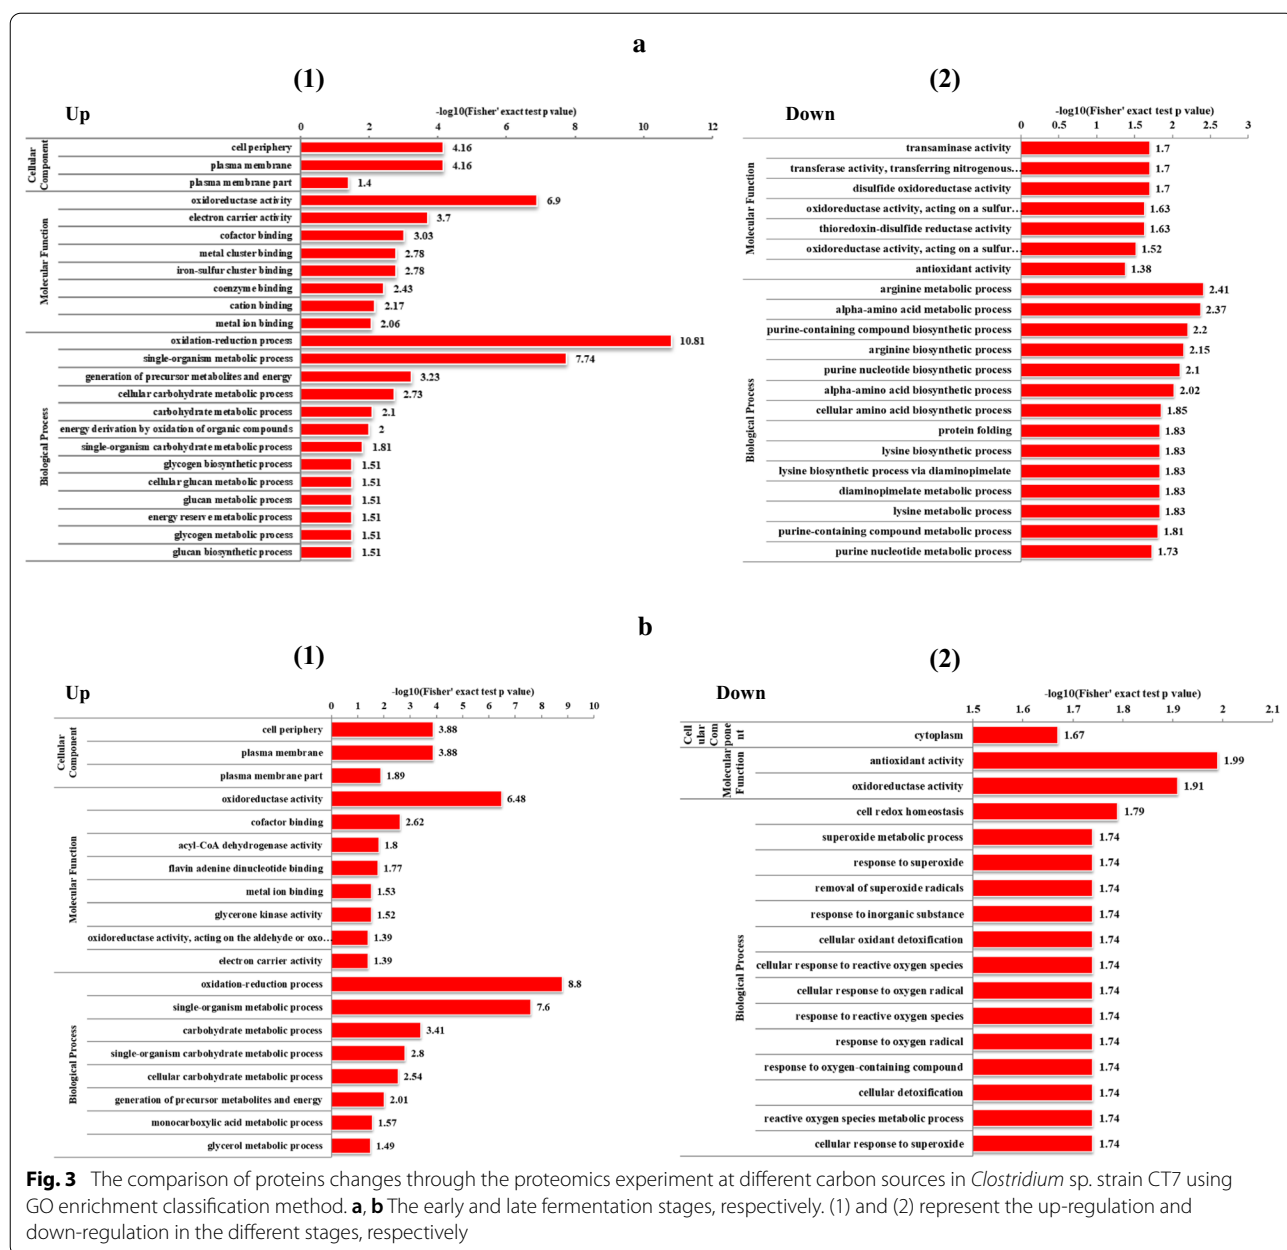 a
(1)
Up
-log10(Fisher' exact test p value)
0 2 4 6 8 10 12
Cellular Component
cell periphery 4.16
plasma membrane 4.16
plasma membrane part 1.4
Molecular Function
oxidoreductase activity 6.9
electron carrier activity 3.7
cofactor binding 3.03
metal cluster binding 2.78
iron-sulfur cluster binding 2.78
coenzyme binding 2.43
cation binding 2.17
metal ion binding 2.06
Biological Process
oxidation-reduction process 10.81
single-organism metabolic process 7.74
generation of precursor metabolites and energy 3.23
cellular carbohydrate metabolic process 2.73
carbohydrate metabolic process 2.1
energy derivation by oxidation of organic compounds 2
single-organism carbohydrate metabolic process 1.81
glycogen biosynthetic process 1.51
cellular glucan metabolic process 1.51
glucan metabolic process 1.51
energy reserve metabolic process 1.51
glycogen metabolic process 1.51
glucan biosynthetic process 1.51
(2)
Down
-log10(Fisher' exact test p value)
0 0.5 1 1.5 2 2.5 3
Molecular Function
transaminase activity 1.7
transferase activity, transferring nitrogenous… 1.7
disulfide oxidoreductase activity 1.7
oxidoreductase activity, acting on a sulfur… 1.63
thioredoxin-disulfide reductase activity 1.63
oxidoreductase activity, acting on a sulfur… 1.52
antioxidant activity 1.38
Biological Process
arginine metabolic process 2.41
alpha-amino acid metabolic process 2.37
purine-containing compound biosynthetic process 2.2
arginine biosynthetic process 2.15
purine nucleotide biosynthetic process 2.1
alpha-amino acid biosynthetic process 2.02
cellular amino acid biosynthetic process 1.85
protein folding 1.83
lysine biosynthetic process 1.83
lysine biosynthetic process via diaminopimelate 1.83
diaminopimelate metabolic process 1.83
lysine metabolic process 1.83
purine-containing compound metabolic process 1.81
purine nucleotide metabolic process 1.73
b
(1)
Up
-log10(Fisher' exact test p value)
0 1 2 3 4 5 6 7 8 9 10
Cellular Component
cell periphery 3.88
plasma membrane 3.88
plasma membrane part 1.89
Molecular Function
oxidoreductase activity 6.48
cofactor binding 2.62
acyl-CoA dehydrogenase activity 1.8
flavin adenine dinucleotide binding 1.77
metal ion binding 1.53
glycerone kinase activity 1.52
oxidoreductase activity, acting on the aldehyde or oxo… 1.39
electron carrier activity 1.39
Biological Process
oxidation-reduction process 8.8
single-organism metabolic process 7.6
carbohydrate metabolic process 3.41
single-organism carbohydrate metabolic process 2.8
cellular carbohydrate metabolic process 2.54
generation of precursor metabolites and energy 2.01
monocarboxylic acid metabolic process 1.57
glycerol metabolic process 1.49
(2)
Down
-log10(Fisher' exact test p value)
1.5 1.6 1.7 1.8 1.9 2 2.1
Cell
ular
Com
pone
nt
cytoplasm 1.67
Molecular Function
antioxidant activity 1.99
oxidoreductase activity 1.91
Biological Process
cell redox homeostasis 1.79
superoxide metabolic process 1.74
response to superoxide 1.74
removal of superoxide radicals 1.74
response to inorganic substance 1.74
cellular oxidant detoxification 1.74
cellular response to reactive oxygen species 1.74
cellular response to oxygen radical 1.74
response to reactive oxygen species 1.74
response to oxygen radical 1.74
response to oxygen-containing compound 1.74
cellular detoxification 1.74
reactive oxygen species metabolic process 1.74
cellular response to superoxide 1.74
Fig. 3 The comparison of proteins changes through the proteomics experiment at different carbon sources in Clostridium sp. strain CT7 using
GO enrichment classification method. a, b The early and late fermentation stages, respectively. (1) and (2) represent the up-regulation and
down-regulation in the different stages, respectively